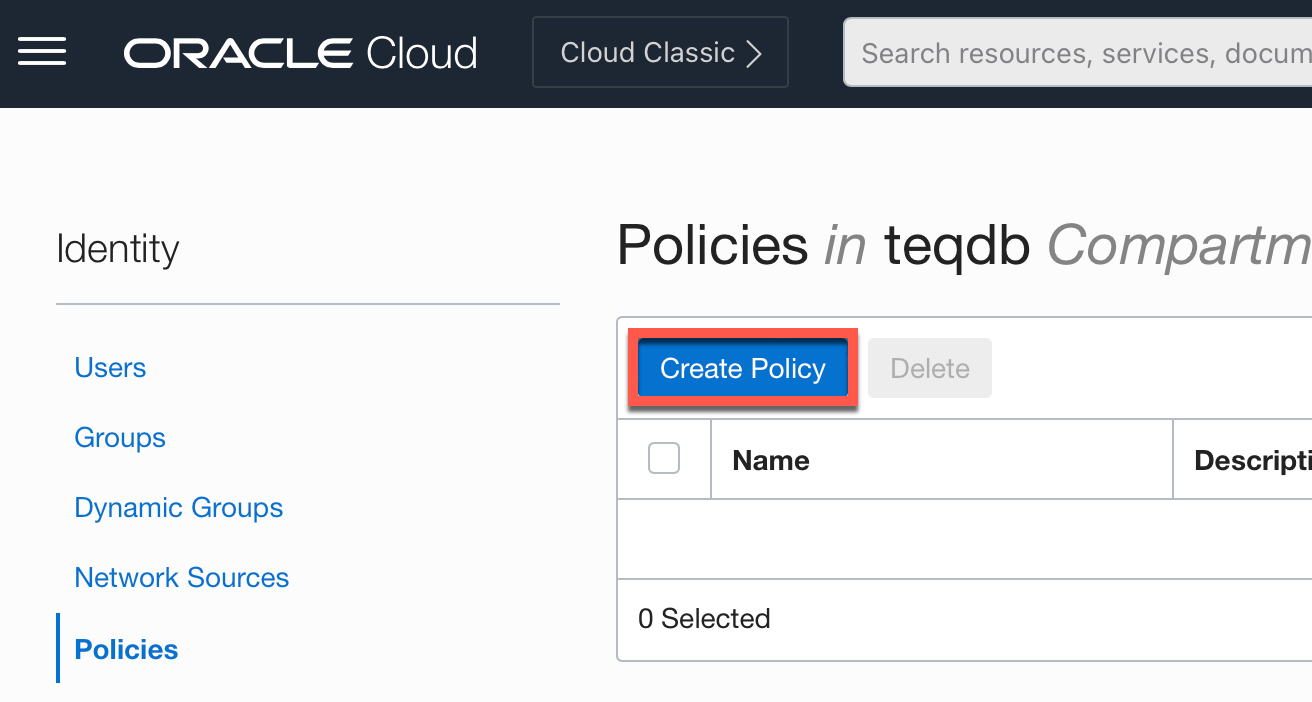 ORACLE Cloud
Cloud Classic
Search resources, services, docum
Identity
Users
Groups
Dynamic Groups
Network Sources
Policies
Policies in teqdb Compartm
Create Policy
Delete
Name
Descripti
0 Selected